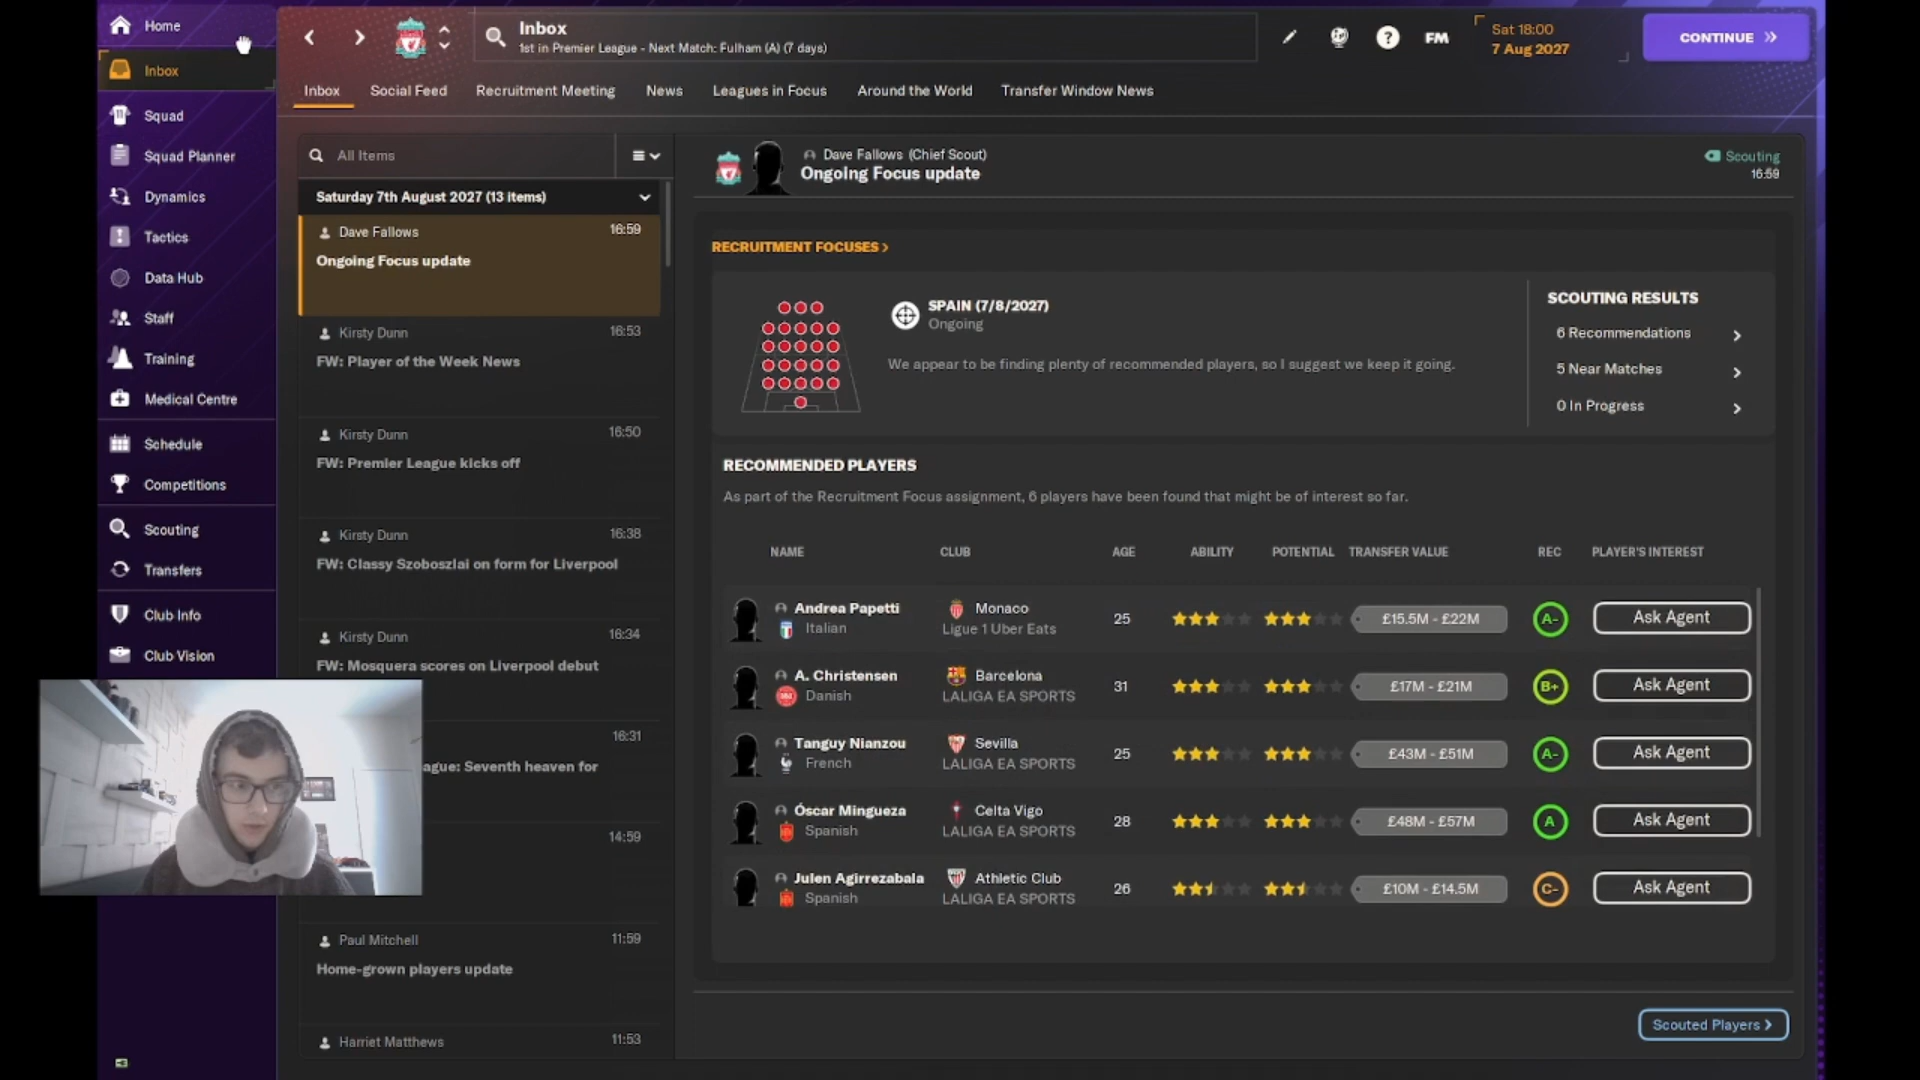 Home
Inbox
Squad
Squad Planner
Dynamics
Tactics
Data Hub
Staff
Training
Medical Centre
Schedule
Competitions
Scouting
Transfers
Club Info
Club Vision
Inbox
1st in Premier League - Next Match: Fulham (A) (7 days)
?
FM
Sat 18:00
7 Aug 2027
CONTINUE
Inbox
Social Feed
Recruitment Meeting
News
Leagues in Focus
Around the World
Transfer Window News
All Items
Saturday 7th August 2027 (13 items)
Dave Fallows
16:59
Ongoing Focus update
Kirsty Dunn
16:53
FW: Player of the Week News
Kirsty Dunn
16:50
FW: Premier League kicks off
Kirsty Dunn
16:38
FW: Classy Szoboszlai on form for Liverpool
Kirsty Dunn
16:34
FW: Mosquera scores on Liverpool debut
16:31
ague: Seventh heaven for
14:59
Paul Mitchell
11:59
Home-grown players update
Harriet Matthews
11:53
Dave Fallows (Chief Scout)
Ongoing Focus update
Scouting
16:59
RECRUITMENT FOCUSES >
SPAIN (7/8/2027)
Ongoing
We appear to be finding plenty of recommended players, so I suggest we keep it going.
SCOUTING RESULTS
6 Recommendations
5 Near Matches
0 In Progress
RECOMMENDED PLAYERS
As part of the Recruitment Focus assignment, 6 players have been found that might be of interest so far.
NAME CLUB AGE ABILITY POTENTIAL TRANSFER VALUE REC PLAYER'S INTEREST
Andrea Papetti Monaco 25 £15.5M - £22M A- Ask Agent
Italian Ligue 1 Uber Eats
A. Christensen Barcelona 31 £17M - £21M B+ Ask Agent
Danish LALIGA EA SPORTS
Tanguy Nianzou Sevilla 25 £43M - £51M A- Ask Agent
French LALIGA EA SPORTS
Óscar Mingueza Celta Vigo 28 £48M - £57M A Ask Agent
Spanish LALIGA EA SPORTS
Julen Agirrezabala Athletic Club 26 £10M - £14.5M C- Ask Agent
Spanish LALIGA EA SPORTS
Scouted Players >